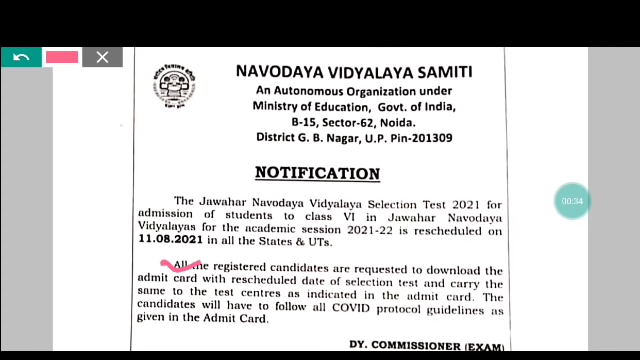 NAVODAYA VIDYALAYA SAMITI
An Autonomous Organization under
Ministry of Education, Govt. of India,
B-15, Sector-62, Noida.
District G. B. Nagar, U.P. Pin-201309
NOTIFICATION
The Jawahar Navodaya Vidyalaya Selection Test 2021 for
admission of students to class VI in Jawahar Navodaya
Vidyalayas for the academic session 2021-22 is rescheduled on
11.08.2021 in all the States & UTs.
00:34
All the registered candidates are requested to download the
admit card with rescheduled date of selection test and carry the
same to the test centres as indicated in the admit card. The
candidates will have to follow all COVID protocol guidelines as
given in the Admit Card.
DY. COMMISSIONER (EXAM)